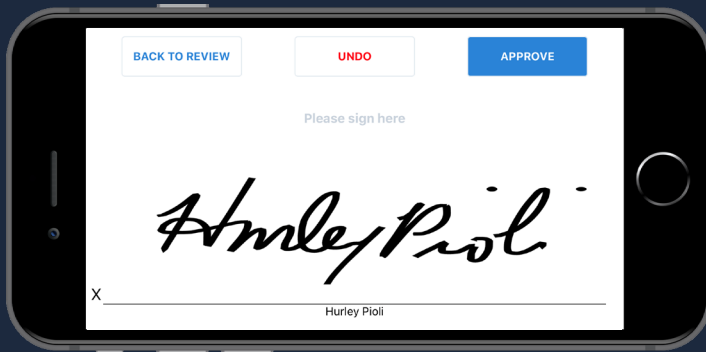 BACK TO REVIEW UNDO APPROVE
Please sign here
Hurley Pioli
X
Hurley Pioli